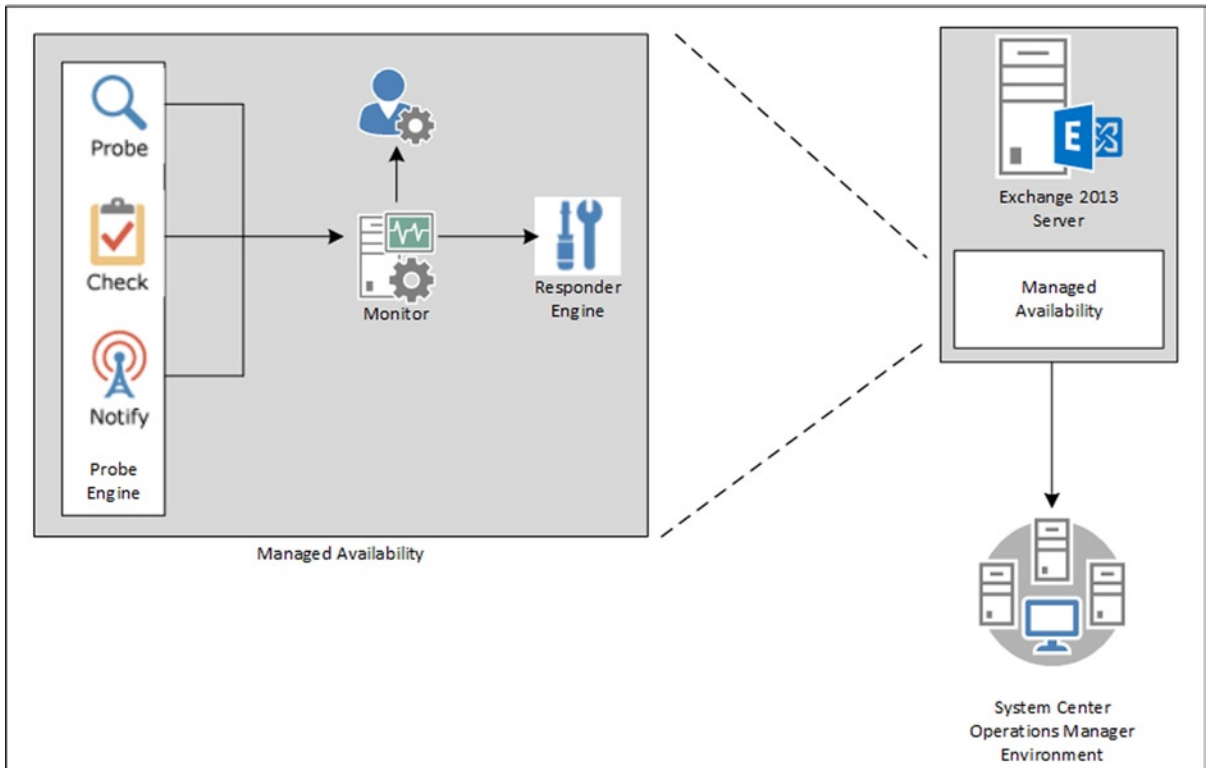 Probe
Check
Notify
Probe
Engine
Monitor
Responder
Engine
Managed Availability
E
Exchange 2013
Server
Managed
Availability
System Center
Operations Manager
Environment